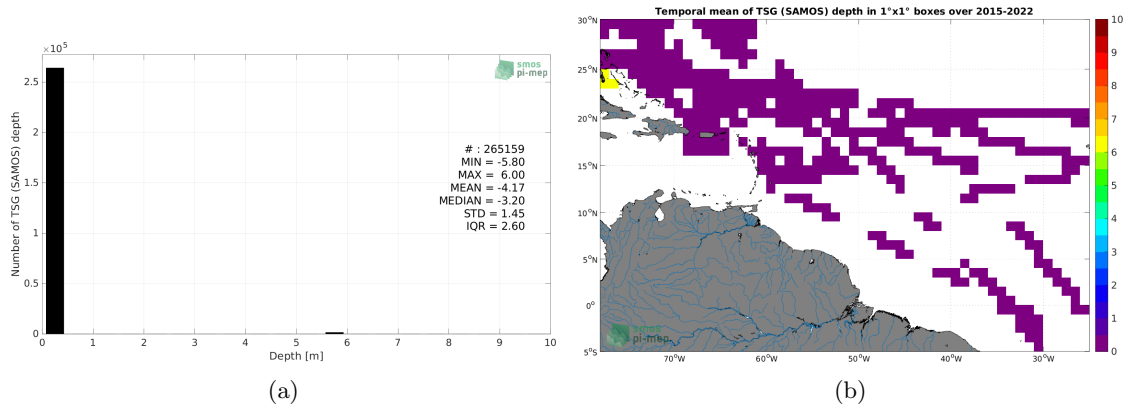 ×10⁵
2.5
2
1.5
1
0.5
0
0 1 2 3 4 5 6 7 8 9 10
Number of TSG (SAMOS) depth
Depth [m]
smos
pi-mep
# : 265159
MIN = -5.80
MAX = 6.00
MEAN = -4.17
MEDIAN = -3.20
STD = 1.45
IQR = 2.60
(a)
Temporal mean of TSG (SAMOS) depth in 1°x1° boxes over 2015-2022
30°N
25°N
20°N
15°N
10°N
5°N
0°
5°S
70°W 60°W 50°W 40°W 30°W
smos
pi-mep
10
9
8
7
6
5
4
3
2
1
0
(b)